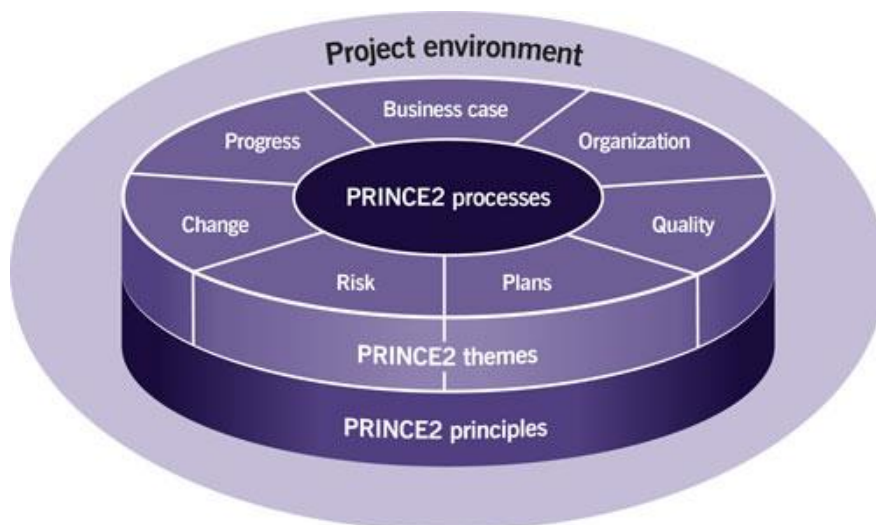 Project environment
Business case
Progress
Organization
PRINCE2 processes
Change
Quality
Risk
Plans
PRINCE2 themes
PRINCE2 principles